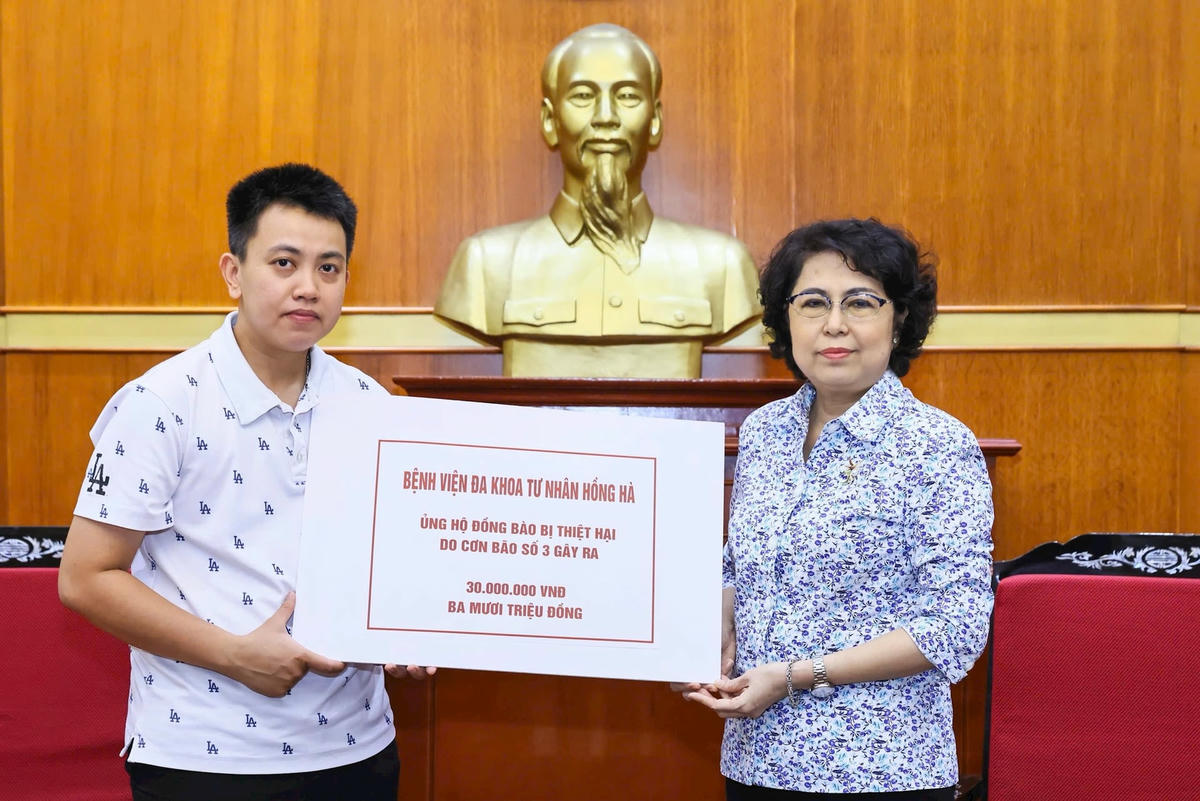 BỆNH VIỆN ĐA KHOA TƯ NHÂN HỒNG HÀ
ỦNG HỘ ĐỒNG BÀO BỊ THIỆT HẠI
DO CƠN BÃO SỐ 3 GÂY RA
30.000.000 VNĐ
BA MƯƠI TRIỆU ĐỒNG
LA